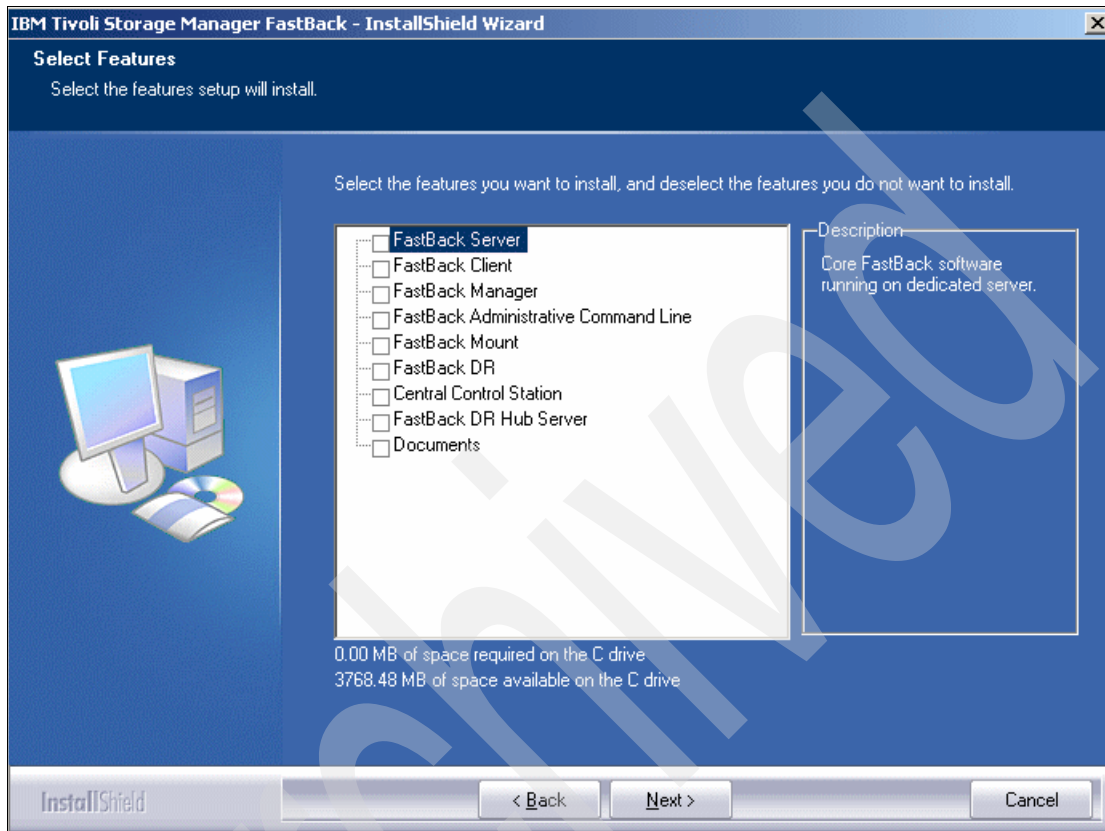 IBM Tivoli Storage Manager FastBack - InstallShield Wizard
Select Features
Select the features setup will install.
Select the features you want to install, and deselect the features you do not want to install.
FastBack Server
FastBack Client
FastBack Manager
FastBack Administrative Command Line
FastBack Mount
FastBack DR
Central Control Station
FastBack DR Hub Server
Documents
Description
Core FastBack software
running on dedicated server.
0.00 MB of space required on the C drive
3768.48 MB of space available on the C drive
InstallShield
< Back
Next >
Cancel